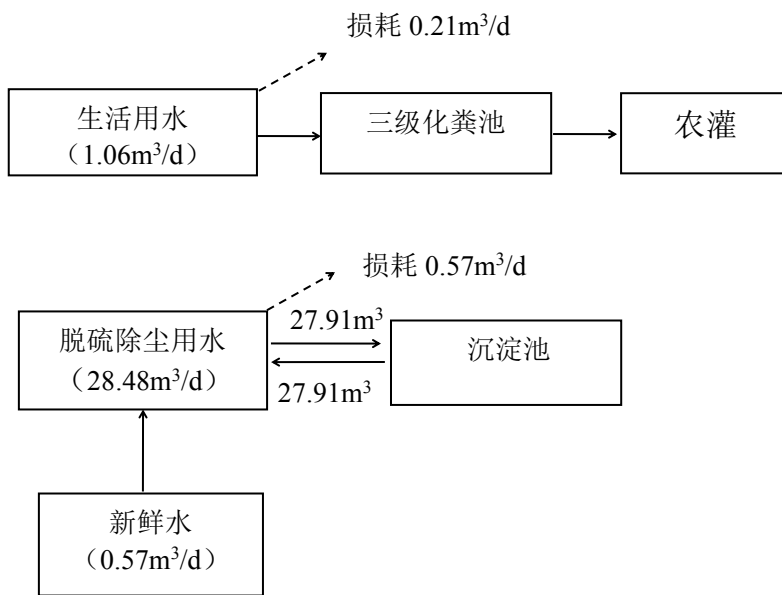 损耗 0.21m³/d
生活用水
（1.06m³/d）
三级化粪池
农灌
损耗 0.57m³/d
脱硫除尘用水
（28.48m³/d）
27.91m³
27.91m³
沉淀池
新鲜水
（0.57m³/d）